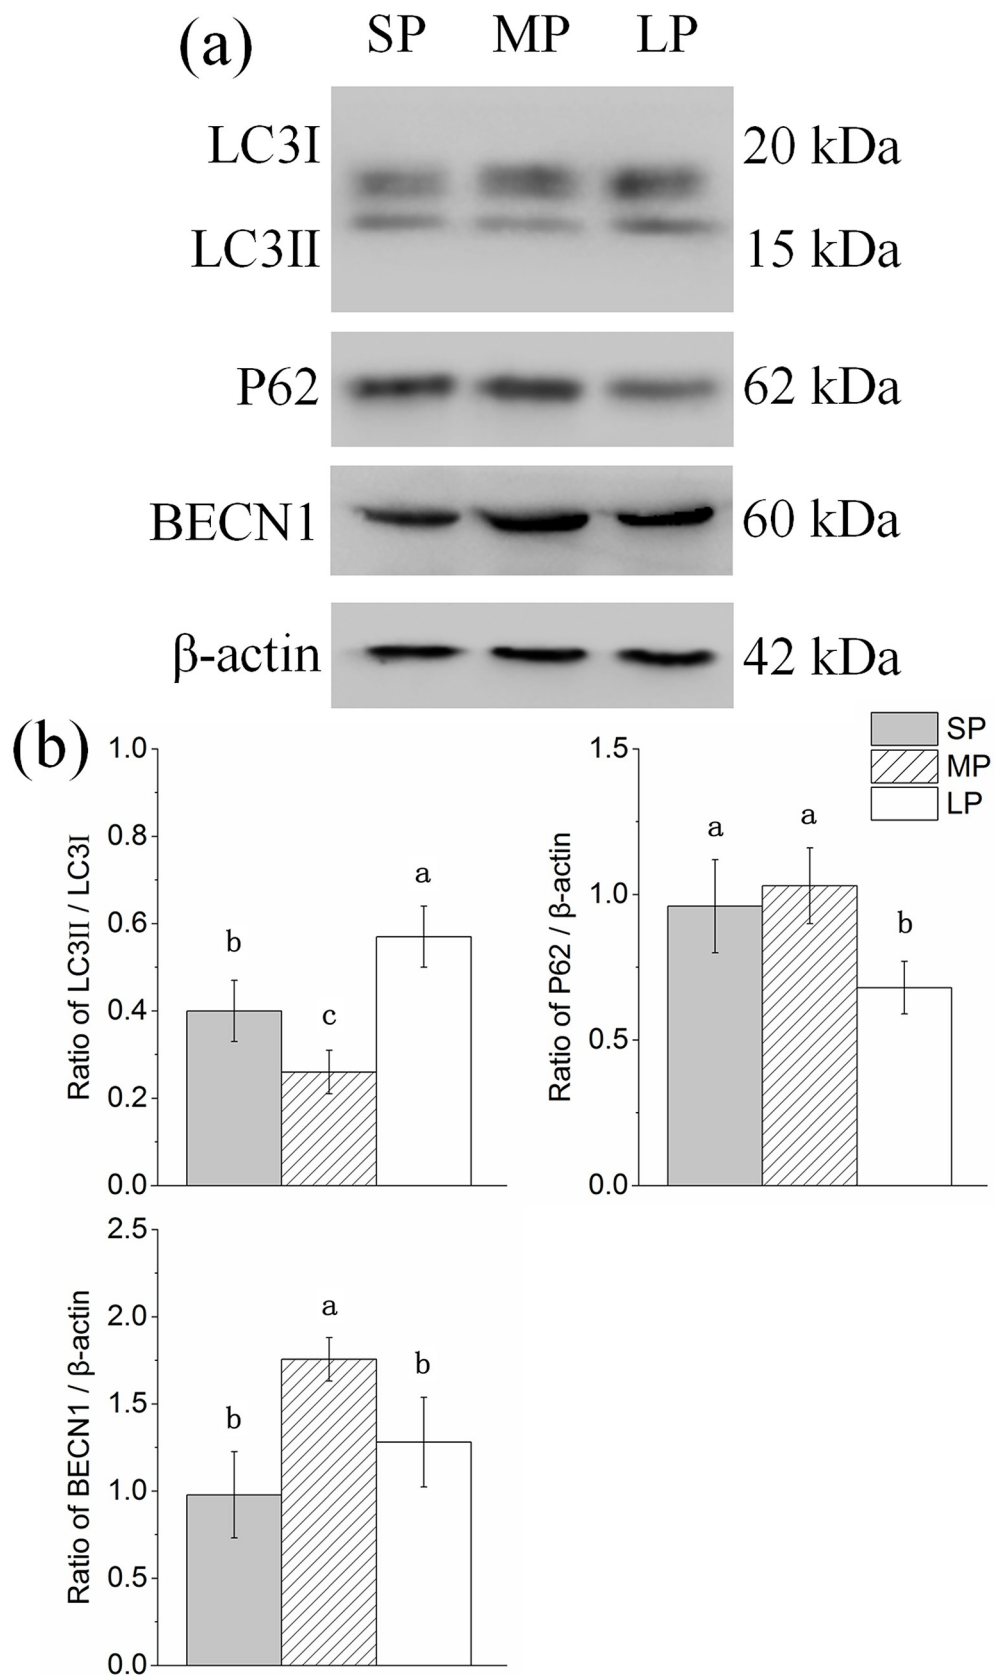 (a) SP MP LP
LC3I 20 kDa
LC3II 15 kDa
P62 62 kDa
BECN1 60 kDa
β-actin 42 kDa
(b)
SP
MP
LP
Ratio of LC3II / LC3I
1.0
0.8
0.6
0.4
0.2
0.0
b
c
a
Ratio of P62 / β-actin
1.5
1.0
0.5
0.0
a
a
b
Ratio of BECN1 / β-actin
2.5
2.0
1.5
1.0
0.5
0.0
b
a
b